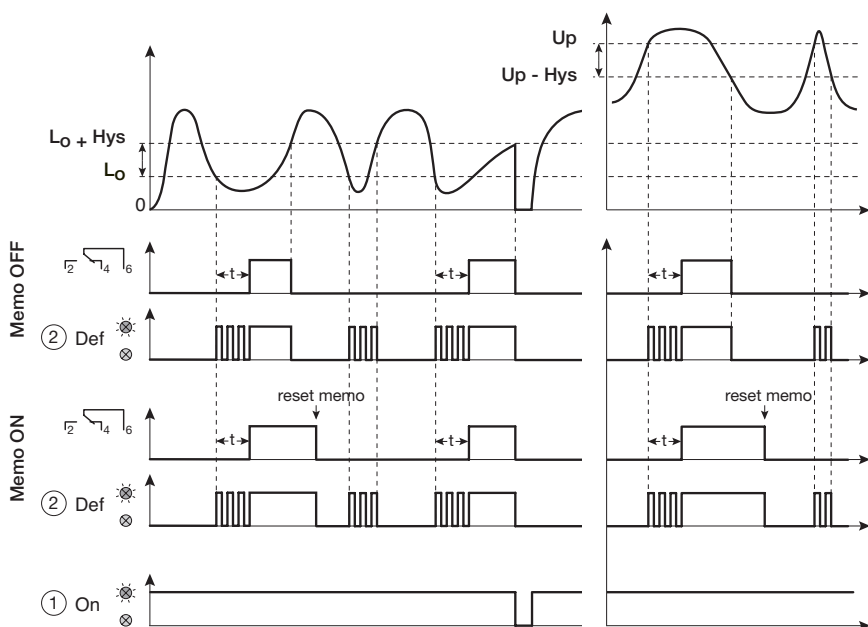 Up
Up - Hys
Lo + Hys
Lo
0
Memo OFF
2 4 6
t t t
2 Def
Memo ON
reset memo reset memo
2 4 6
t t t
2 Def
1 On